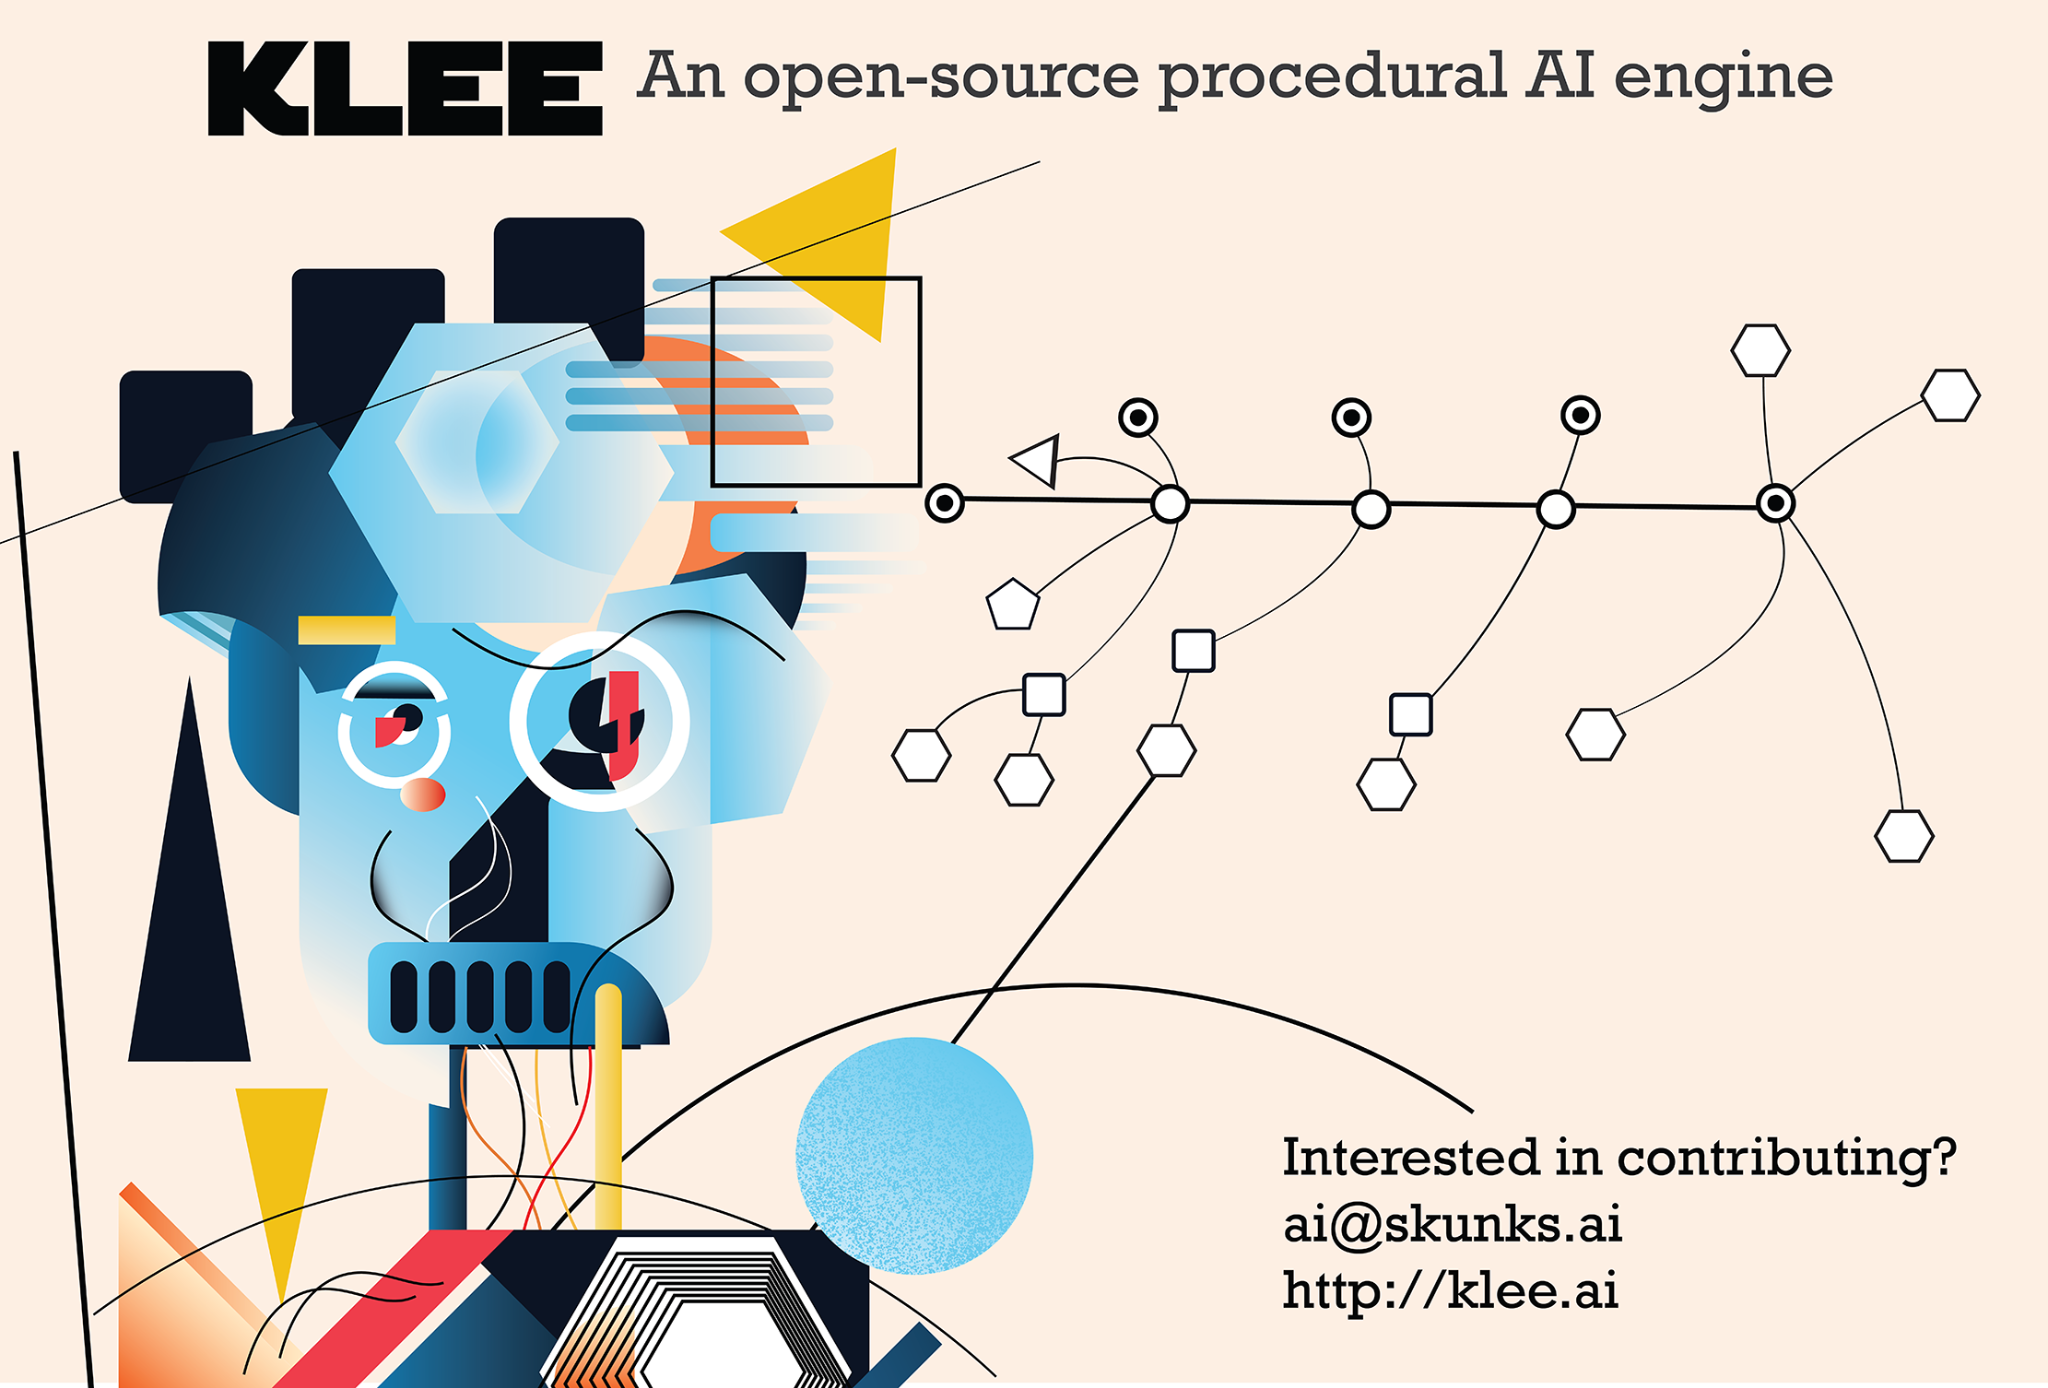 KLEE An open-source procedural AI engine
Interested in contributing?
ai@skunks.ai
http://klee.ai